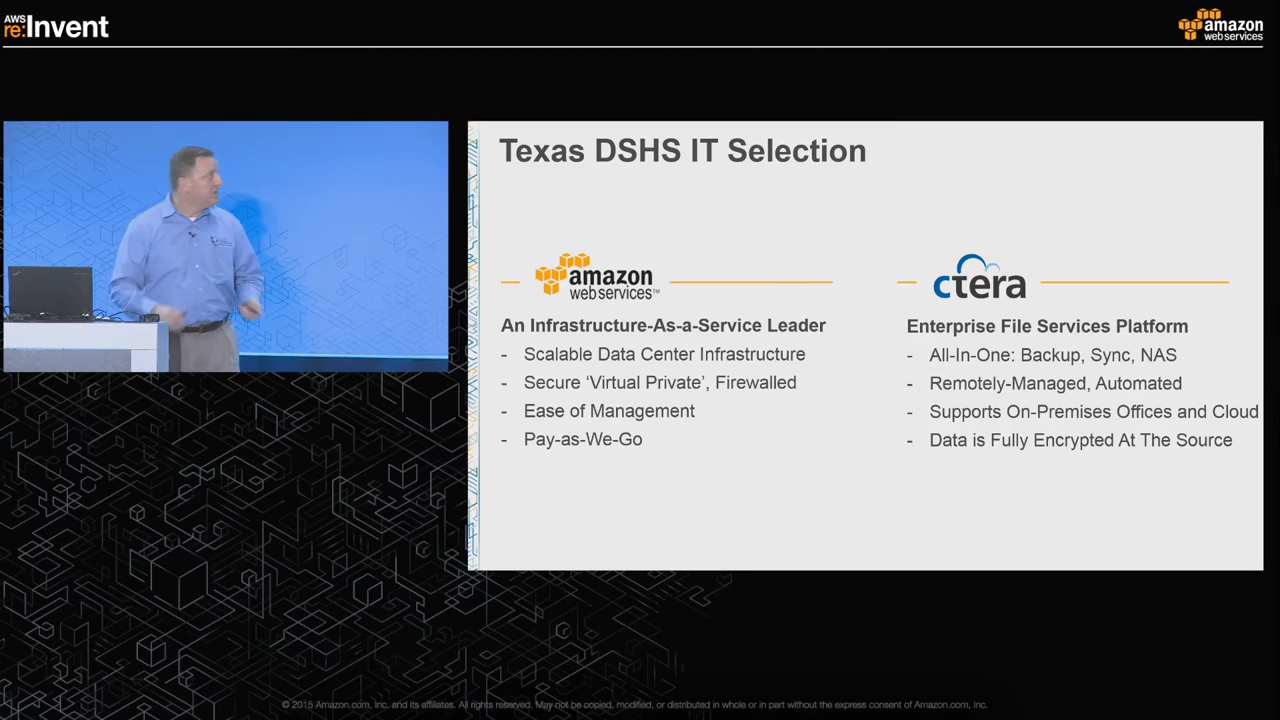 AWS
re:Invent
amazon
web services
Texas DSHS IT Selection
amazon
web services™
An Infrastructure-As-a-Service Leader
- Scalable Data Center Infrastructure
- Secure ‘Virtual Private’, Firewalled
- Ease of Management
- Pay-as-We-Go
ctera
Enterprise File Services Platform
- All-In-One: Backup, Sync, NAS
- Remotely-Managed, Automated
- Supports On-Premises Offices and Cloud
- Data is Fully Encrypted At The Source
© 2015 Amazon.com, Inc. and its affiliates. All rights reserved. May not be copied, modified, or distributed in whole or in part without the express consent of Amazon.com, Inc.